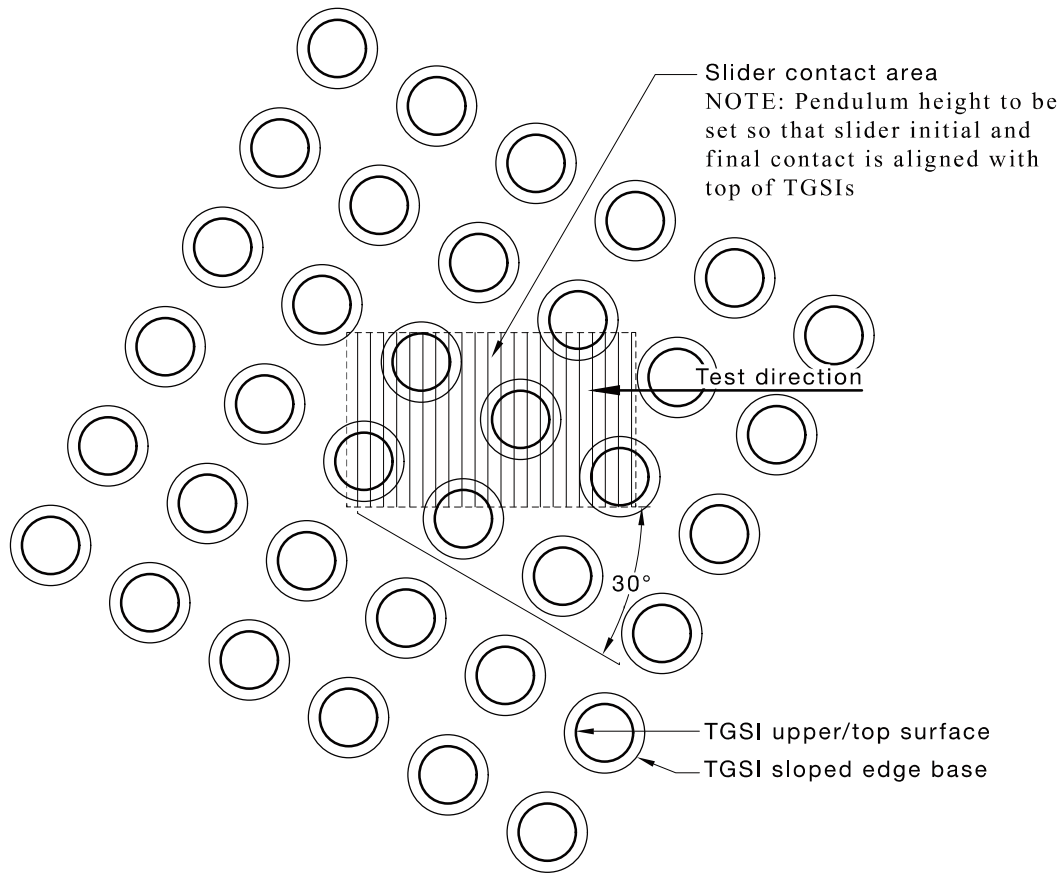 Slider contact area
NOTE: Pendulum height to be
set so that slider initial and
final contact is aligned with
top of TGSIs
Test direction
30°
TGSI upper/top surface
TGSI sloped edge base